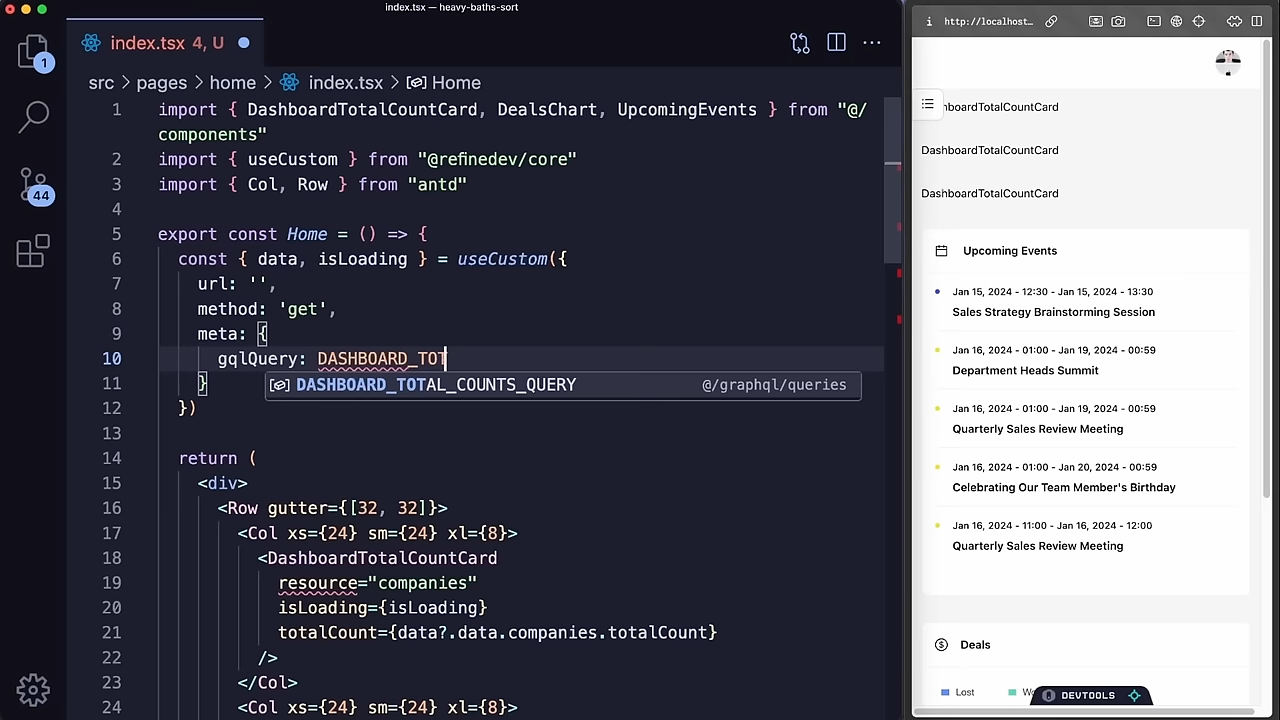 index.tsx — heavy-baths-sort
index.tsx 4, U
src > pages > home > index.tsx > Home
1
44
1 import { DashboardTotalCountCard, DealsChart, UpcomingEvents } from "@/
components"
2 import { useCustom } from "@refinedev/core"
3 import { Col, Row } from "antd"
4
5 export const Home = () => {
6 const { data, isLoading } = useCustom({
7 url: '',
8 method: 'get',
9 meta: {
10 gqlQuery: DASHBOARD_TOT
DASHBOARD_TOTAL_COUNTS_QUERY @/graphql/queries
11 }
12 })
13
14 return (
15 <div>
16 <Row gutter={[32, 32]}>
17 <Col xs={24} sm={24} xl={8}>
18 <DashboardTotalCountCard
19 resource="companies"
20 isLoading={isLoading}
21 totalCount={data?.data.companies.totalCount}
22 />
23 </Col>
24 <Col xs={24} sm={24} xl={8}>
http://localhost…
hboardTotalCountCard
DashboardTotalCountCard
DashboardTotalCountCard
Upcoming Events
Jan 15, 2024 - 12:30 - Jan 15, 2024 - 13:30
Sales Strategy Brainstorming Session
Jan 16, 2024 - 01:00 - Jan 19, 2024 - 00:59
Department Heads Summit
Jan 16, 2024 - 01:00 - Jan 19, 2024 - 00:59
Quarterly Sales Review Meeting
Jan 16, 2024 - 01:00 - Jan 20, 2024 - 00:59
Celebrating Our Team Member's Birthday
Jan 16, 2024 - 11:00 - Jan 16, 2024 - 12:00
Quarterly Sales Review Meeting
Deals
Lost Wo
DEVTOOLS